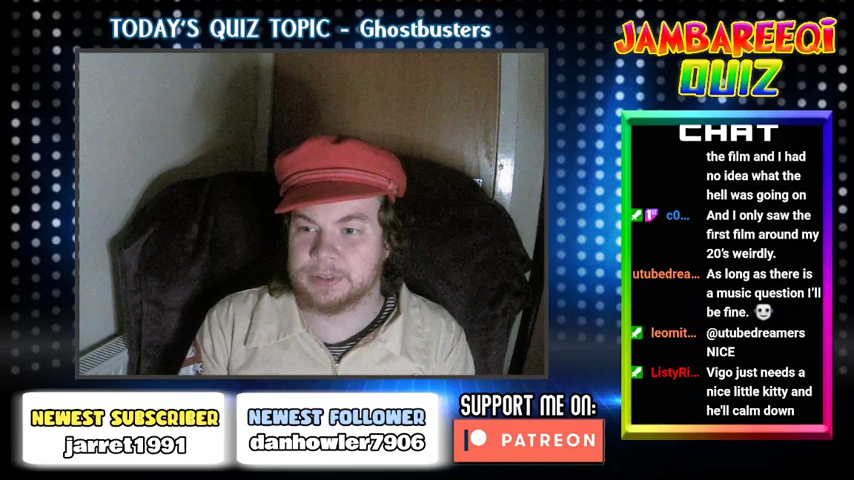 TODAY'S QUIZ TOPIC - Ghostbusters
JAMBAREEQi
QUIZ
CHAT
the film and I had
no idea what the
hell was going on
c0... And I only saw the
first film around my
20's weirdly.
utubedrea... As long as there is
a music question I'll
be fine.
leomit... @utubedreamers
NICE
ListyRi... Vigo just needs a
nice little kitty and
he'll calm down
NEWEST SUBSCRIBER
jarret1991
NEWEST FOLLOWER
danhowler7906
SUPPORT ME ON:
PATREON